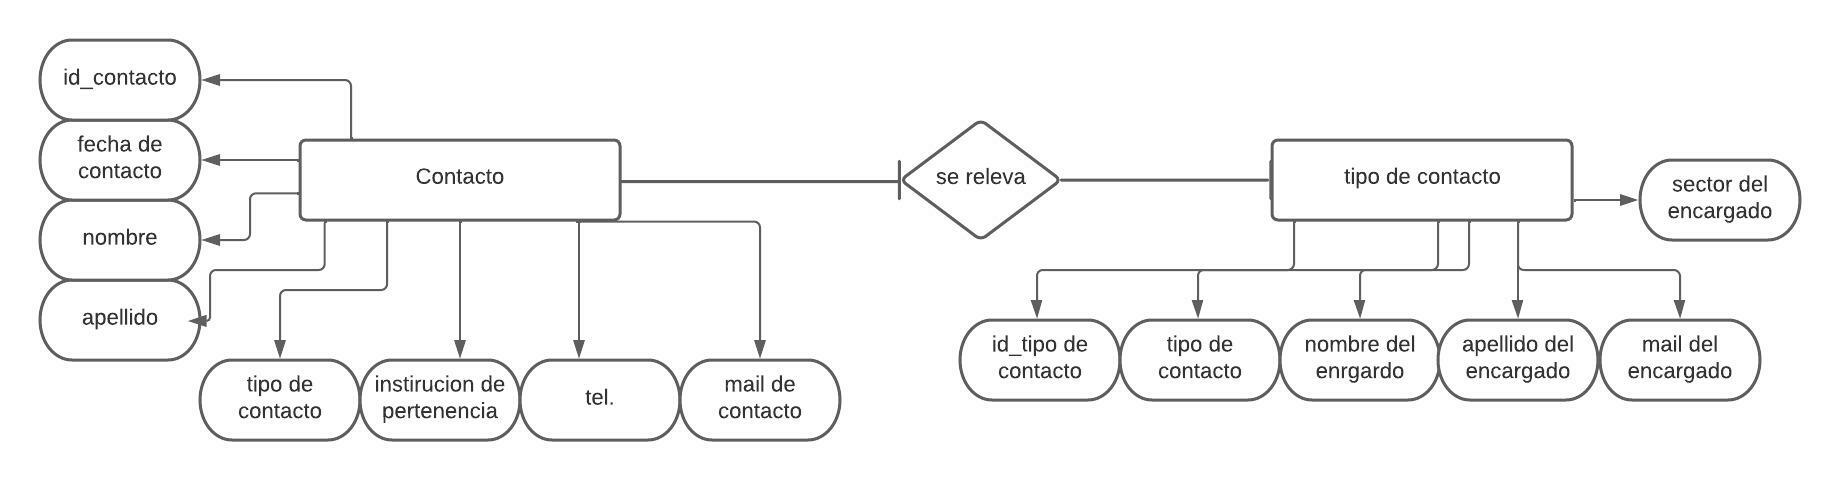 id_contacto
fecha de
contacto
nombre
apellido
Contacto
tipo de
contacto
instirucion de
pertenencia
tel.
mail de
contacto
se releva
tipo de contacto
sector del
encargado
id_tipo de
contacto
tipo de
contacto
nombre del
enrgardo
apellido del
encargado
mail del
encargado